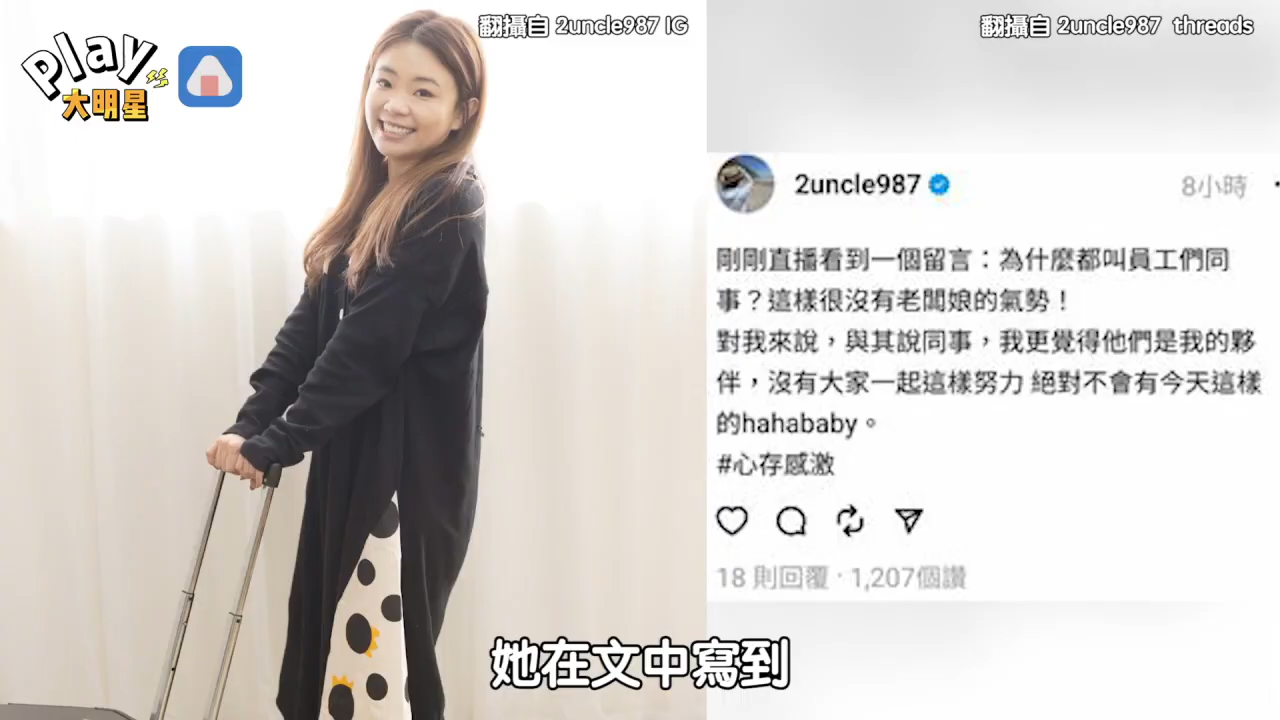 Play
大明星
翻攝自 2uncle987 IG
翻攝自 2uncle987 threads
2uncle987
8小時
剛剛直播看到一個留言：為什麼都叫員工們同
事？這樣很沒有老闆娘的氣勢！
對我來說，與其說同事，我更覺得他們是我的夥
伴，沒有大家一起這樣努力 絕對不會有今天這樣
的hahababy。
#心存感激
18 則回覆 · 1,207個讚
她在文中寫到